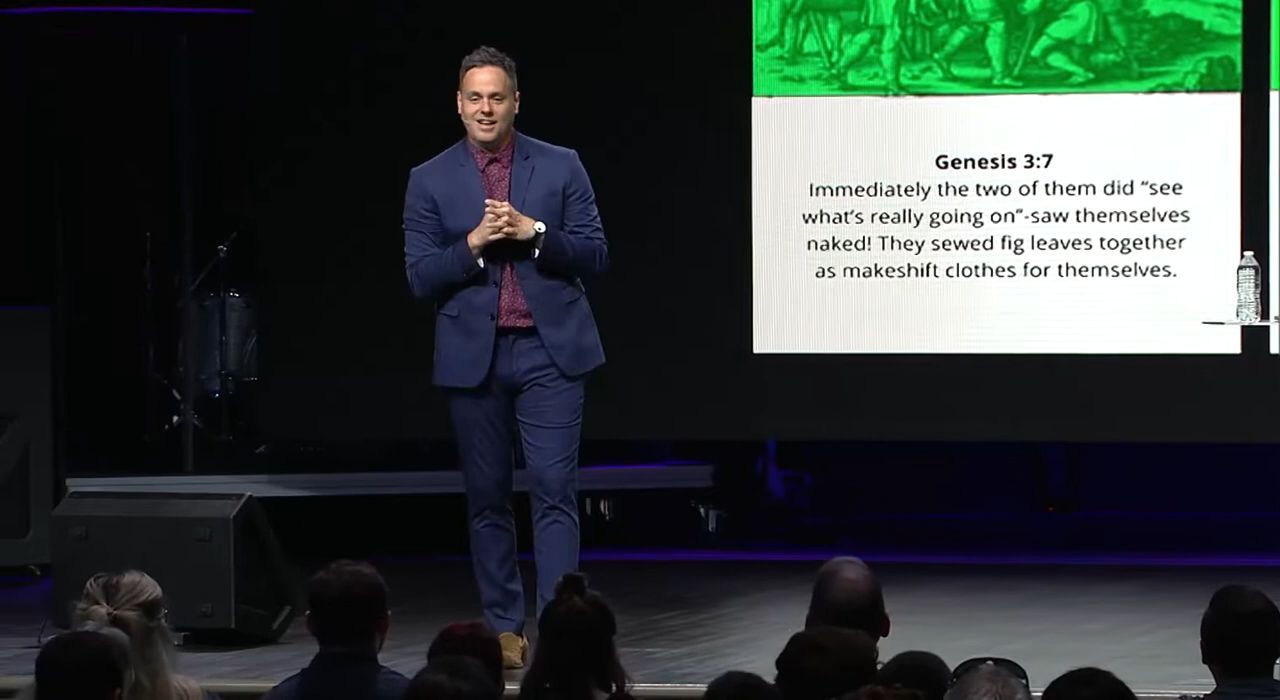 Genesis 3:7
Immediately the two of them did “see
what’s really going on”-saw themselves
naked! They sewed fig leaves together
as makeshift clothes for themselves.